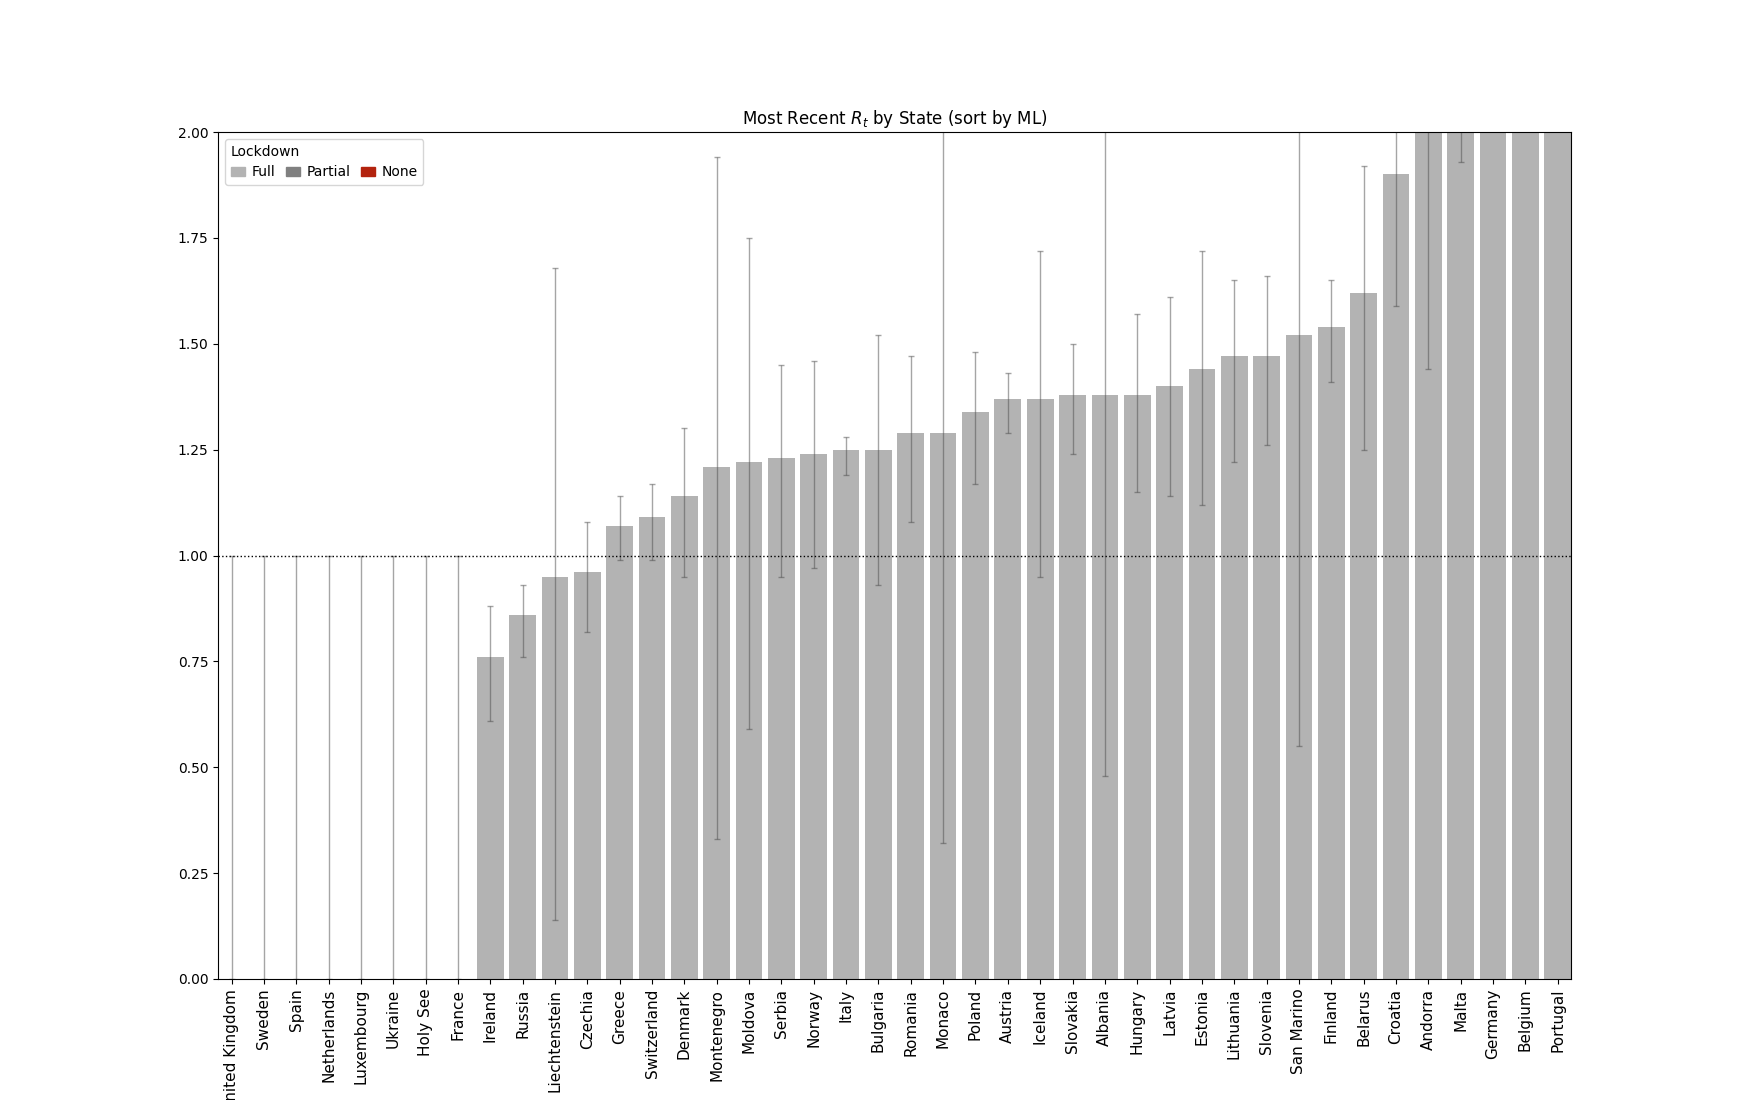 Most Recent Rt by State (sort by ML)
Lockdown
Full Partial None
2.00
1.75
1.50
1.25
1.00
0.75
0.50
0.25
0.00
nited Kingdom
Sweden
Spain
Netherlands
Luxembourg
Ukraine
Holy See
France
Ireland
Russia
Liechtenstein
Czechia
Greece
Switzerland
Denmark
Montenegro
Moldova
Serbia
Norway
Italy
Bulgaria
Romania
Monaco
Poland
Austria
Iceland
Slovakia
Albania
Hungary
Latvia
Estonia
Lithuania
Slovenia
San Marino
Finland
Belarus
Croatia
Andorra
Malta
Germany
Belgium
Portugal